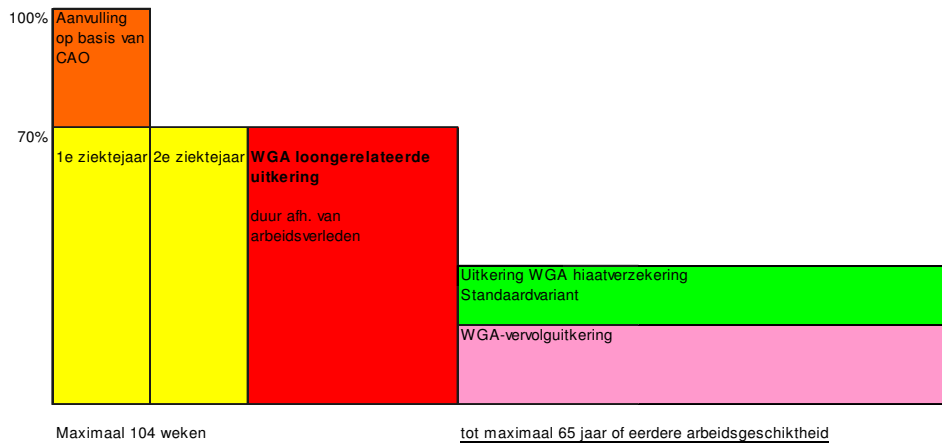 100%
Aanvulling
op basis van
CAO
70%
1e ziektejaar
2e ziektejaar
WGA loongerelateerde
uitkering
duur afh. van
arbeidsverleden
Uitkering WGA hiaatverzekering
Standaardvariant
WGA-vervolguitkering
Maximaal 104 weken
tot maximaal 65 jaar of eerdere arbeidsgeschiktheid